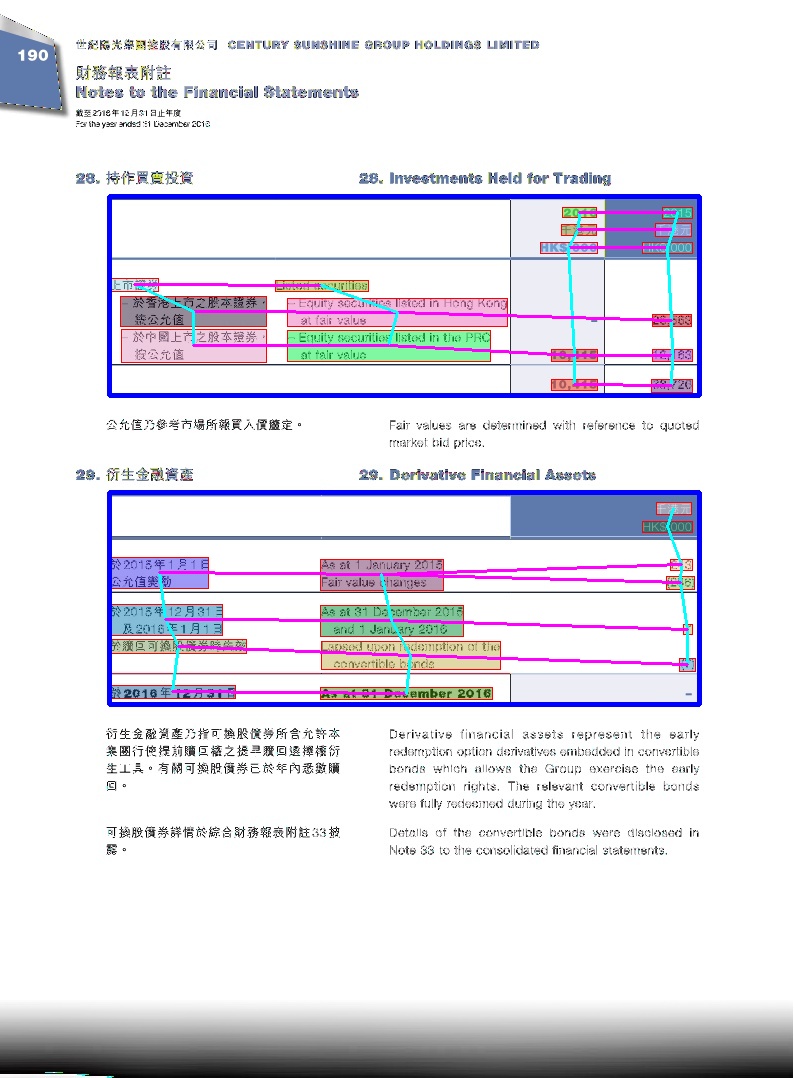 190
世紀陽光集團控股有限公司 CENTURY SUNSHINE GROUP HOLDINGS LIMITED
財務報表附註
Notes to the Financial Statements
截至2016年12月31日止年度
For the year ended 31 December 2016
28. 持作買賣投資 28. Investments Held for Trading
2016 2015
千港元 千港元
HK$'000 HK$'000
上市證券 Listed securities
– 於香港上市之股本證券， – Equity securities listed in Hong Kong
按公允值 at fair value –
– 於中國上市之股本證券， – Equity securities listed in the PRC
按公允值 at fair value
公允值乃參考市場所報買入價釐定。 Fair values are determined with reference to quoted
market bid price.
29. 衍生金融資產 29. Derivative Financial Assets
千港元
HK$'000
於2015年1月1日 As at 1 January 2015
公允值變動 Fair value changes
於2015年12月31日 As at 31 December 2015
及2016年1月1日 and 1 January 2016
於贖回可換股債券時失效 Lapsed upon redemption of the
convertible bonds
於2016年12月31日 As at 31 December 2016 –
衍生金融資產乃指可換股債券所含允許本 Derivative financial assets represent the early
集團行使提前贖回權之提早贖回選擇權衍 redemption option derivatives embedded in convertible
生工具。有關可換股債券已於年內悉數贖 bonds which allows the Group exercise the early
回。 redemption rights. The relevant convertible bonds
were fully redeemed during the year.
可換股債券詳情於綜合財務報表附註33披 Details of the convertible bonds were disclosed in
露。 Note 33 to the consolidated financial statements.